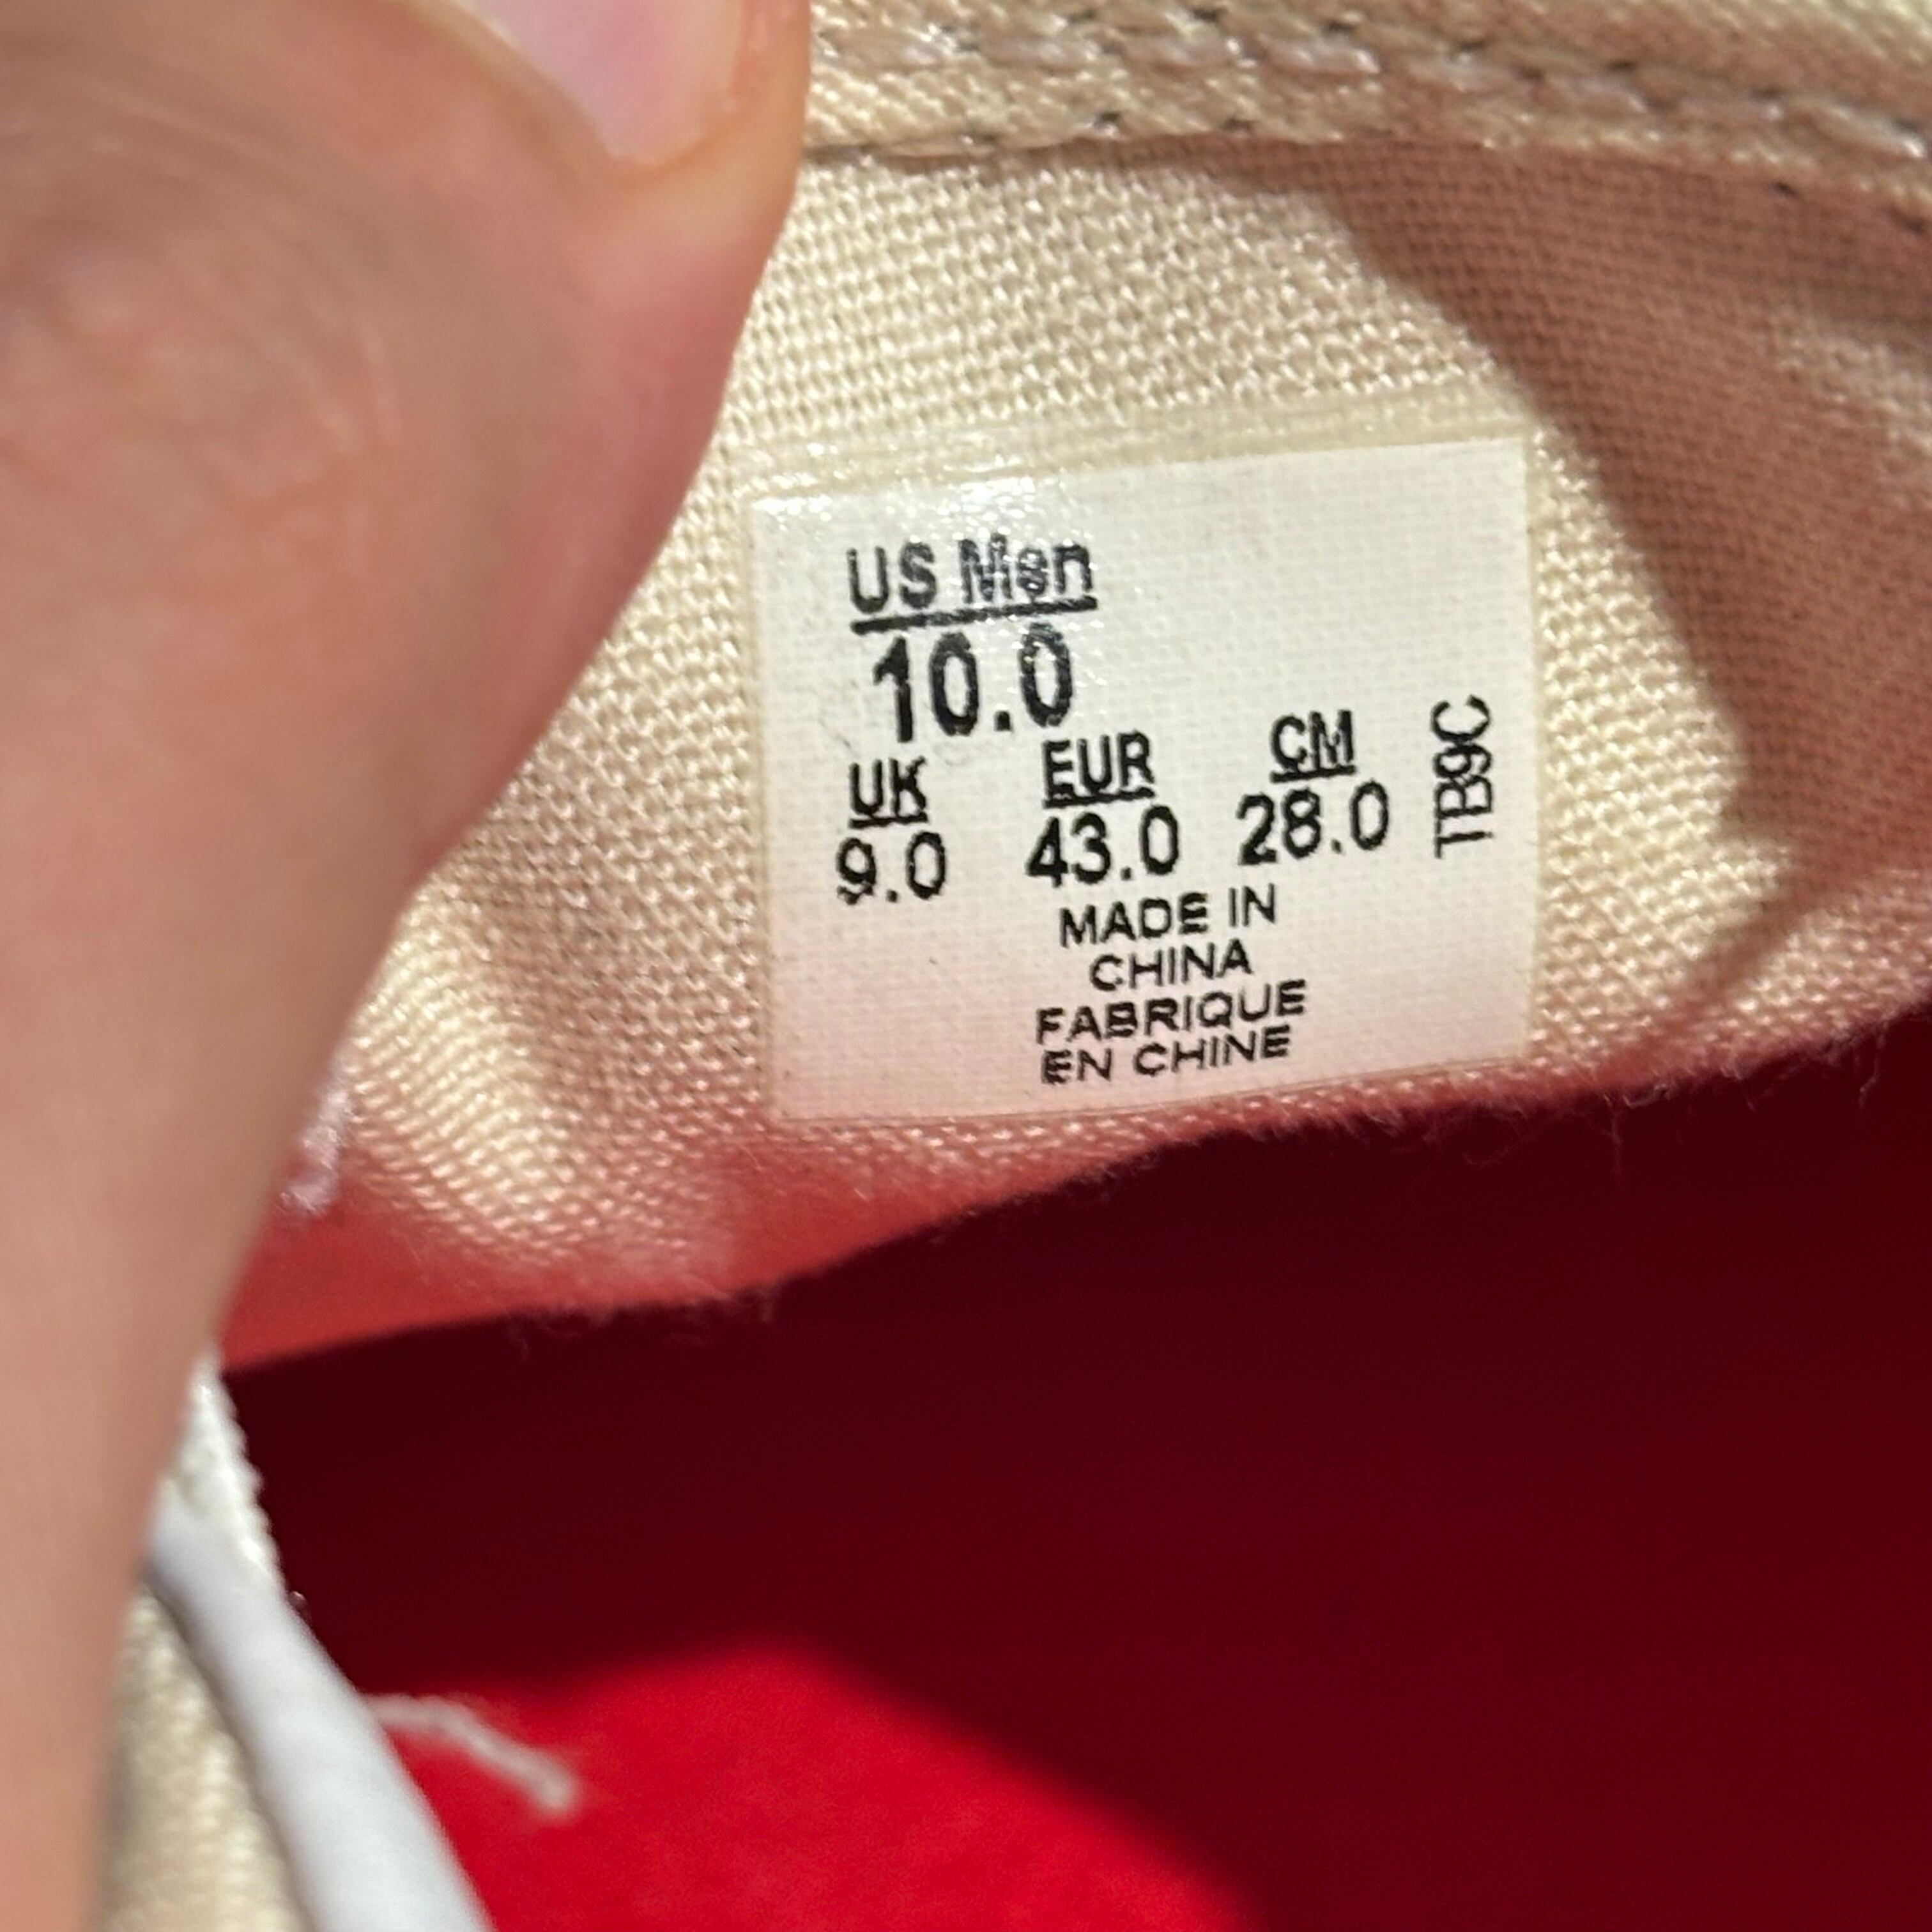 US Men
10.0
UK EUR CM
9.0 43.0 28.0
TB9C
MADE IN
CHINA
FABRIQUE
EN CHINE